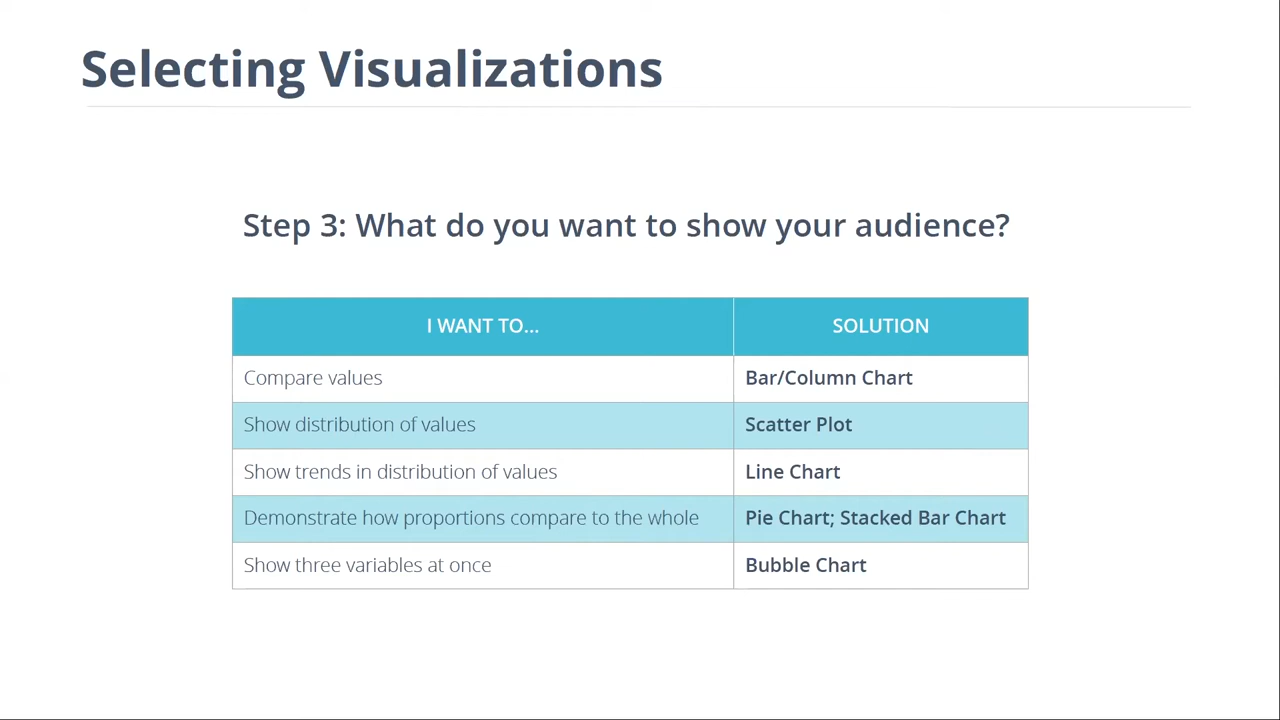 Selecting Visualizations
Step 3: What do you want to show your audience?
I WANT TO... SOLUTION
Compare values Bar/Column Chart
Show distribution of values Scatter Plot
Show trends in distribution of values Line Chart
Demonstrate how proportions compare to the whole Pie Chart; Stacked Bar Chart
Show three variables at once Bubble Chart